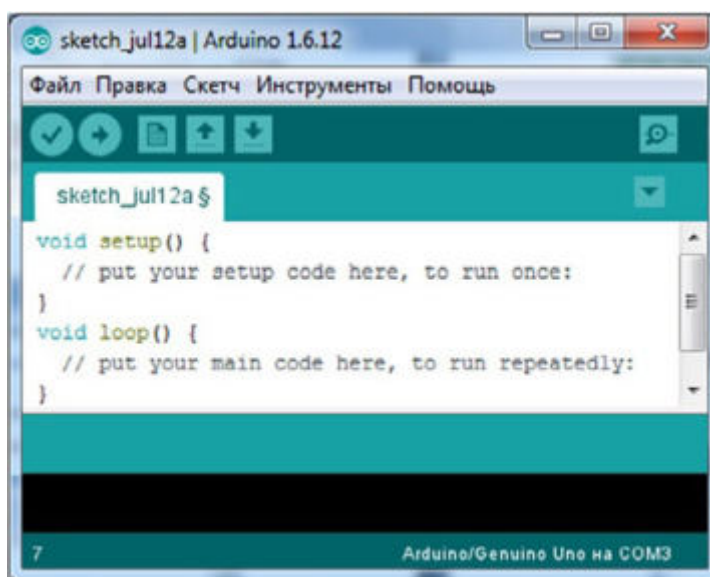 sketch_jul12a | Arduino 1.6.12
Файл Правка Скетч Инструменты Помощь
sketch_jul12a §
void setup() {
  // put your setup code here, to run once:
}
void loop() {
  // put your main code here, to run repeatedly:
}
7 Arduino/Genuino Uno на COM3